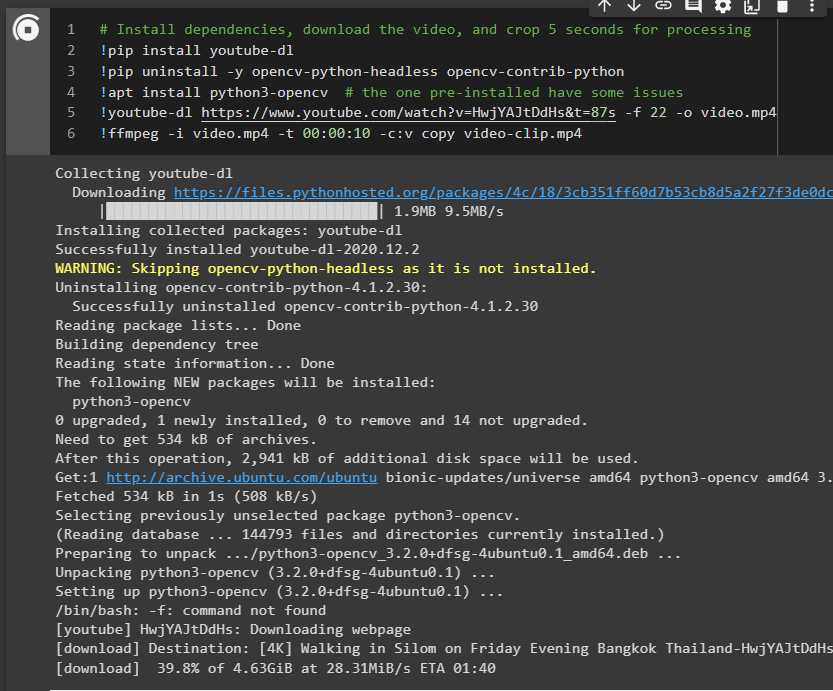 1 # Install dependencies, download the video, and crop 5 seconds for processing
2 !pip install youtube-dl
3 !pip uninstall -y opencv-python-headless opencv-contrib-python
4 !apt install python3-opencv  # the one pre-installed have some issues
5 !youtube-dl https://www.youtube.com/watch?v=HwjYAJtDdHs&t=87s -f 22 -o video.mp4
6 !ffmpeg -i video.mp4 -t 00:00:10 -c:v copy video-clip.mp4
Collecting youtube-dl
  Downloading https://files.pythonhosted.org/packages/4c/18/3cb351ff60d7b53cb8d5a2f27f3de0dc
     || 1.9MB 9.5MB/s
Installing collected packages: youtube-dl
Successfully installed youtube-dl-2020.12.2
WARNING: Skipping opencv-python-headless as it is not installed.
Uninstalling opencv-contrib-python-4.1.2.30:
  Successfully uninstalled opencv-contrib-python-4.1.2.30
Reading package lists... Done
Building dependency tree
Reading state information... Done
The following NEW packages will be installed:
  python3-opencv
0 upgraded, 1 newly installed, 0 to remove and 14 not upgraded.
Need to get 534 kB of archives.
After this operation, 2,941 kB of additional disk space will be used.
Get:1 http://archive.ubuntu.com/ubuntu bionic-updates/universe amd64 python3-opencv amd64 3.
Fetched 534 kB in 1s (508 kB/s)
Selecting previously unselected package python3-opencv.
(Reading database ... 144793 files and directories currently installed.)
Preparing to unpack .../python3-opencv_3.2.0+dfsg-4ubuntu0.1_amd64.deb ...
Unpacking python3-opencv (3.2.0+dfsg-4ubuntu0.1) ...
Setting up python3-opencv (3.2.0+dfsg-4ubuntu0.1) ...
/bin/bash: -f: command not found
[youtube] HwjYAJtDdHs: Downloading webpage
[download] Destination: [4K] Walking in Silom on Friday Evening Bangkok Thailand-HwjYAJtDdHs
[download]  39.8% of 4.63GiB at 28.31MiB/s ETA 01:40